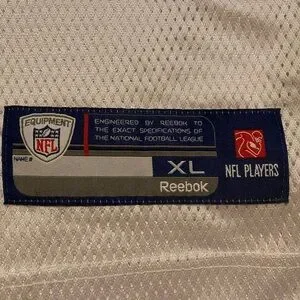 EQUIPMENT
NFL
NAME/#
ENGINEERED BY REEBOK TO
THE EXACT SPECIFICATIONS OF
THE NATIONAL FOOTBALL LEAGUE
XL
Reebok
NFL PLAYERS